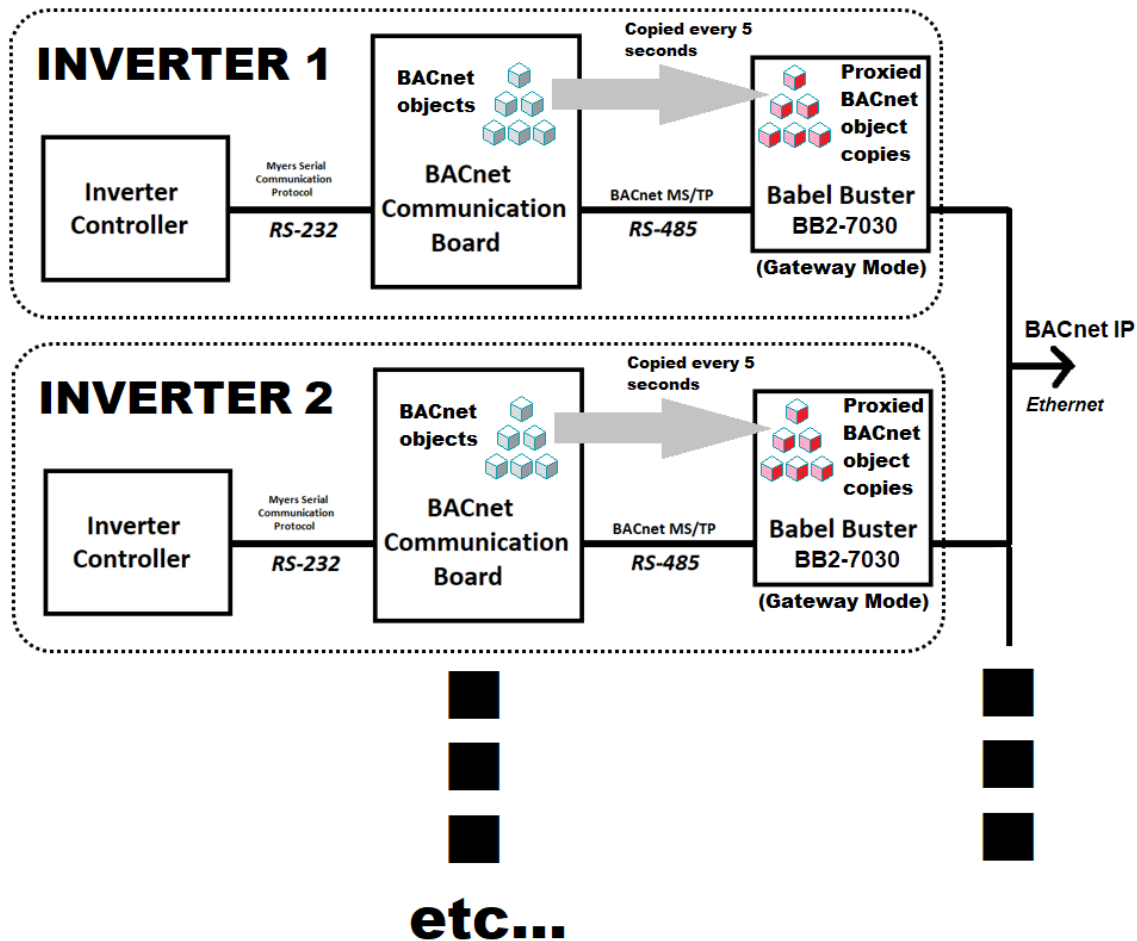 INVERTER 1
Copied every 5
seconds
BACnet
objects
Proxied
BACnet
object
copies
Inverter
Controller
Myers Serial
Communication
Protocol
RS-232
BACnet
Communication
Board
BACnet MS/TP
RS-485
Babel Buster
BB2-7030
(Gateway Mode)
BACnet IP
Ethernet
INVERTER 2
Copied every 5
seconds
BACnet
objects
Proxied
BACnet
object
copies
Inverter
Controller
Myers Serial
Communication
Protocol
RS-232
BACnet
Communication
Board
BACnet MS/TP
RS-485
Babel Buster
BB2-7030
(Gateway Mode)
etc...